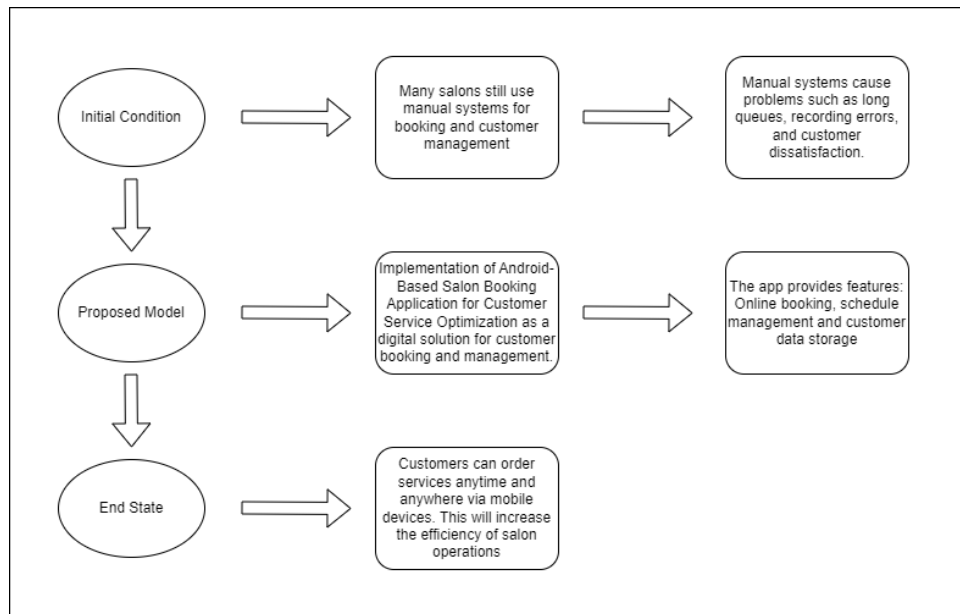 Initial Condition
Many salons still use
manual systems for
booking and customer
management
Manual systems cause
problems such as long
queues, recording errors,
and customer
dissatisfaction.
Proposed Model
Implementation of Android-
Based Salon Booking
Application for Customer
Service Optimization as a
digital solution for customer
booking and management.
The app provides features:
Online booking, schedule
management and customer
data storage
End State
Customers can order
services anytime and
anywhere via mobile
devices. This will increase
the efficiency of salon
operations